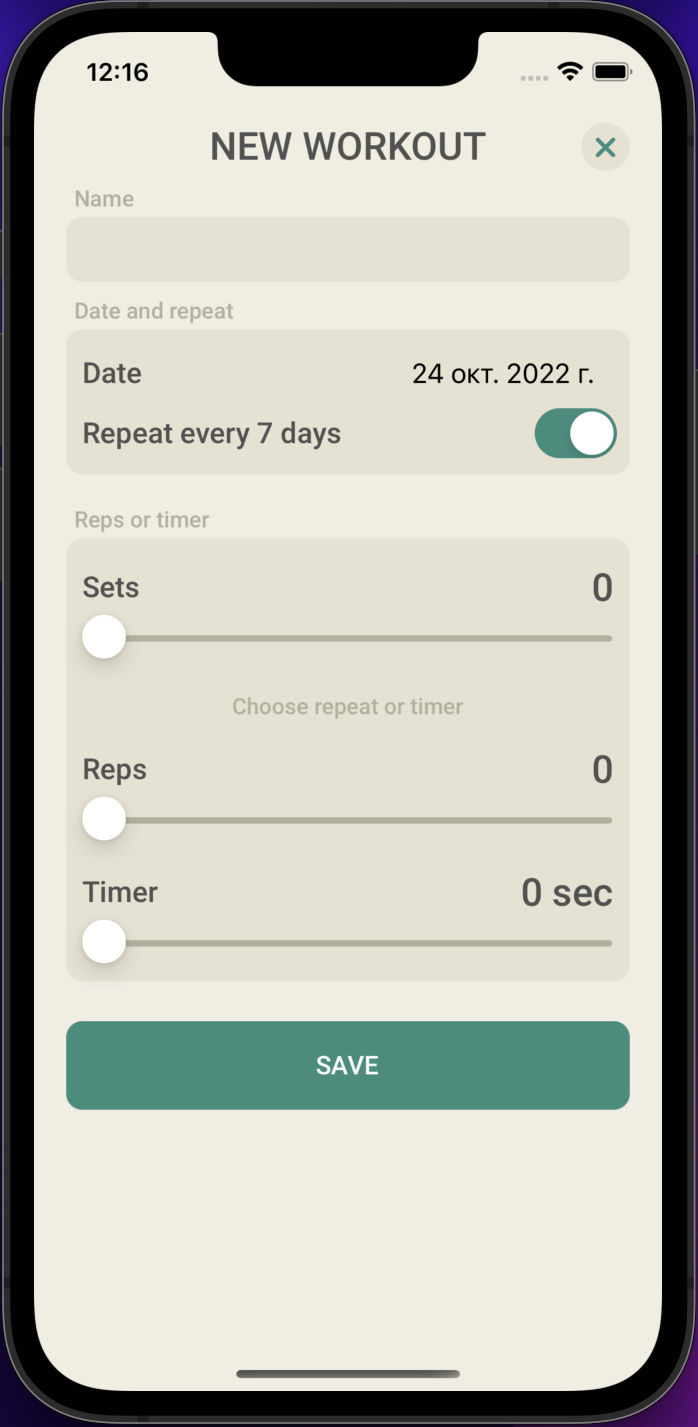 12:16
NEW WORKOUT
Name
Date and repeat
Date 24 окт. 2022 г.
Repeat every 7 days
Reps or timer
Sets 0
Choose repeat or timer
Reps 0
Timer 0 sec
SAVE